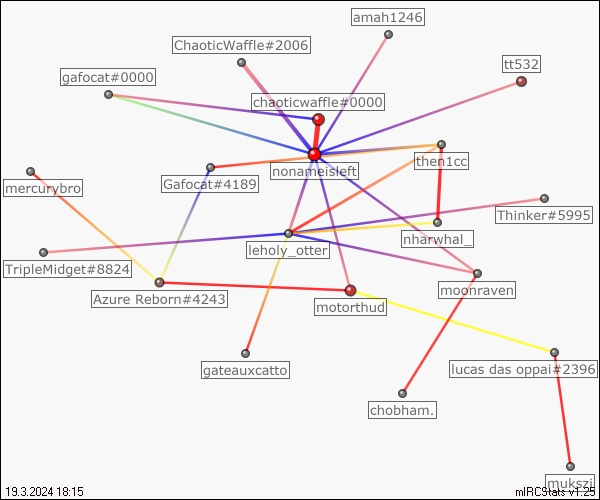 amah1246
ChaoticWaffle#2006
tt532
gafocat#0000
chaoticwaffle#0000
then1cc
nonameisleft
Gafocat#4189
mercurybro
Thinker#5995
nharwhal_
leholy_otter
TripleMidget#8824
moonraven
Azure Reborn#4243
motorthud
gateauxcatto
lucas das oppai#2396
chobham.
mukszi
19.3.2024 18:15
mIRCStats v1.25